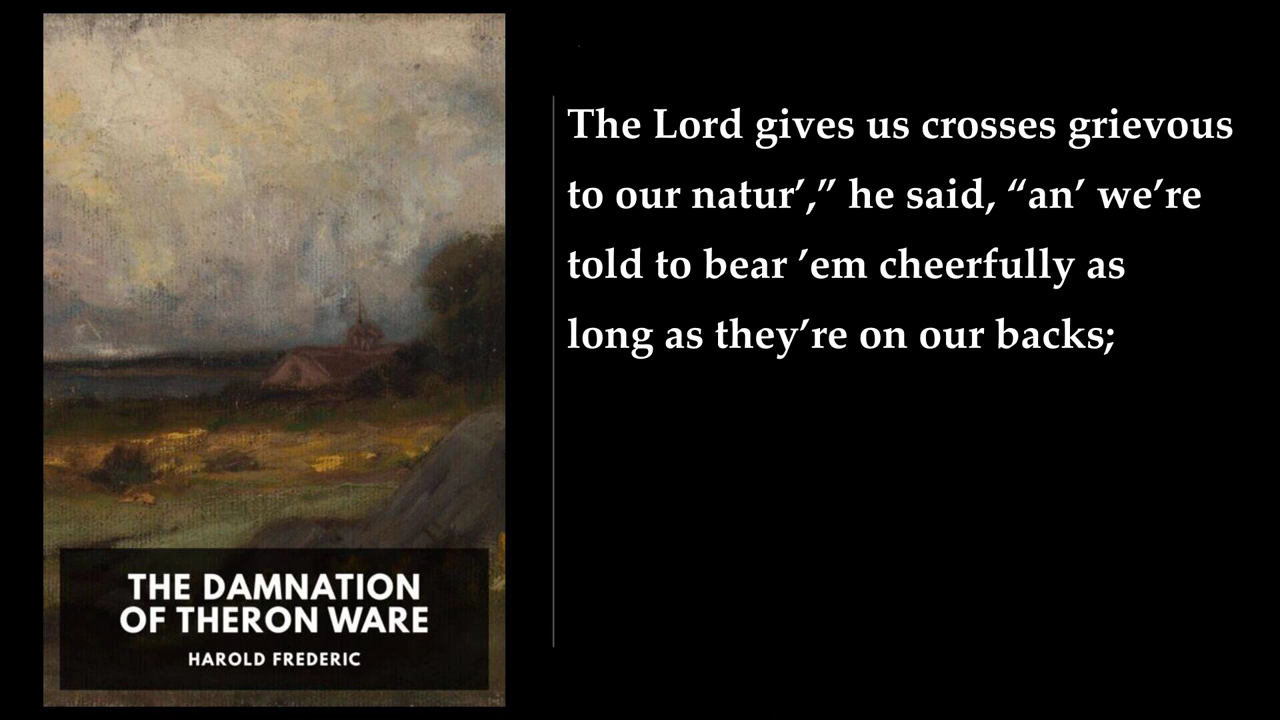 The Lord gives us crosses grievous
to our natur’,” he said, “an’ we’re
told to bear ’em cheerfully as
long as they’re on our backs;
THE DAMNATION
OF THERON WARE
HAROLD FREDERIC